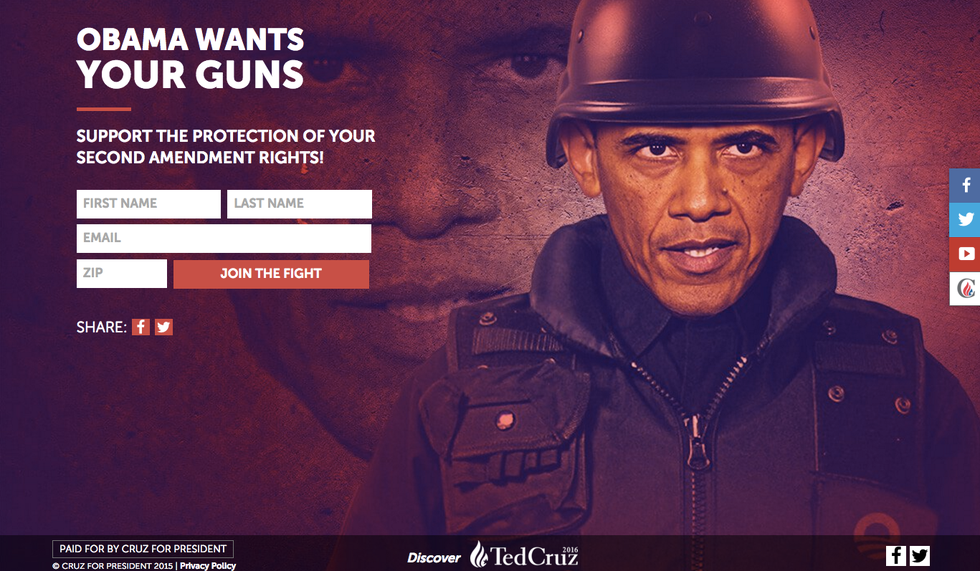 OBAMA WANTS
YOUR GUNS
SUPPORT THE PROTECTION OF YOUR
SECOND AMENDMENT RIGHTS!
FIRST NAME
LAST NAME
EMAIL
ZIP
JOIN THE FIGHT
SHARE:
PAID FOR BY CRUZ FOR PRESIDENT
© CRUZ FOR PRESIDENT 2015 | Privacy Policy
Discover
TedCruz
2016